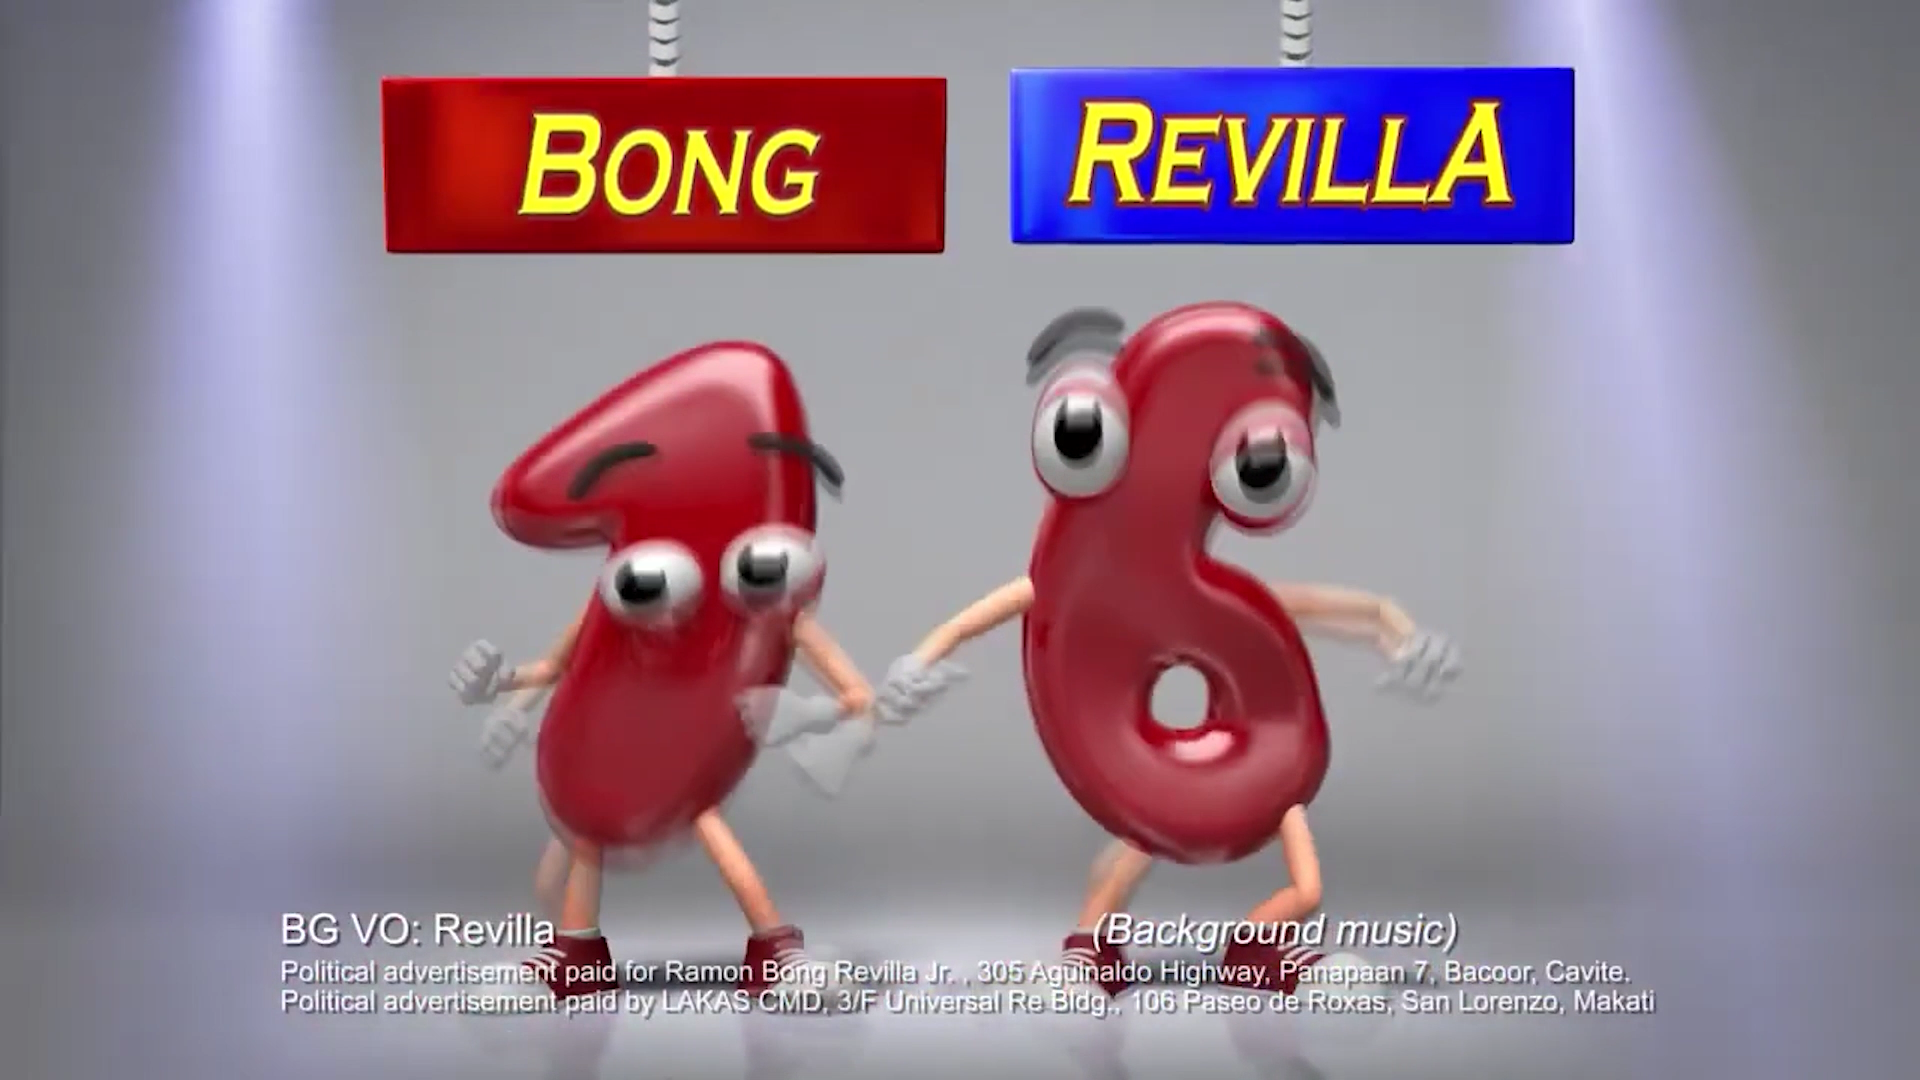 BONG
REVILLA
16
BG VO: Revilla
(Background music)
Political advertisement paid for Ramon Bong Revilla Jr. , 305 Aguinaldo Highway, Panapaan 7, Bacoor, Cavite.
Political advertisement paid by LAKAS CMD, 3/F Universal Re Bldg., 106 Paseo de Roxas, San Lorenzo, Makati